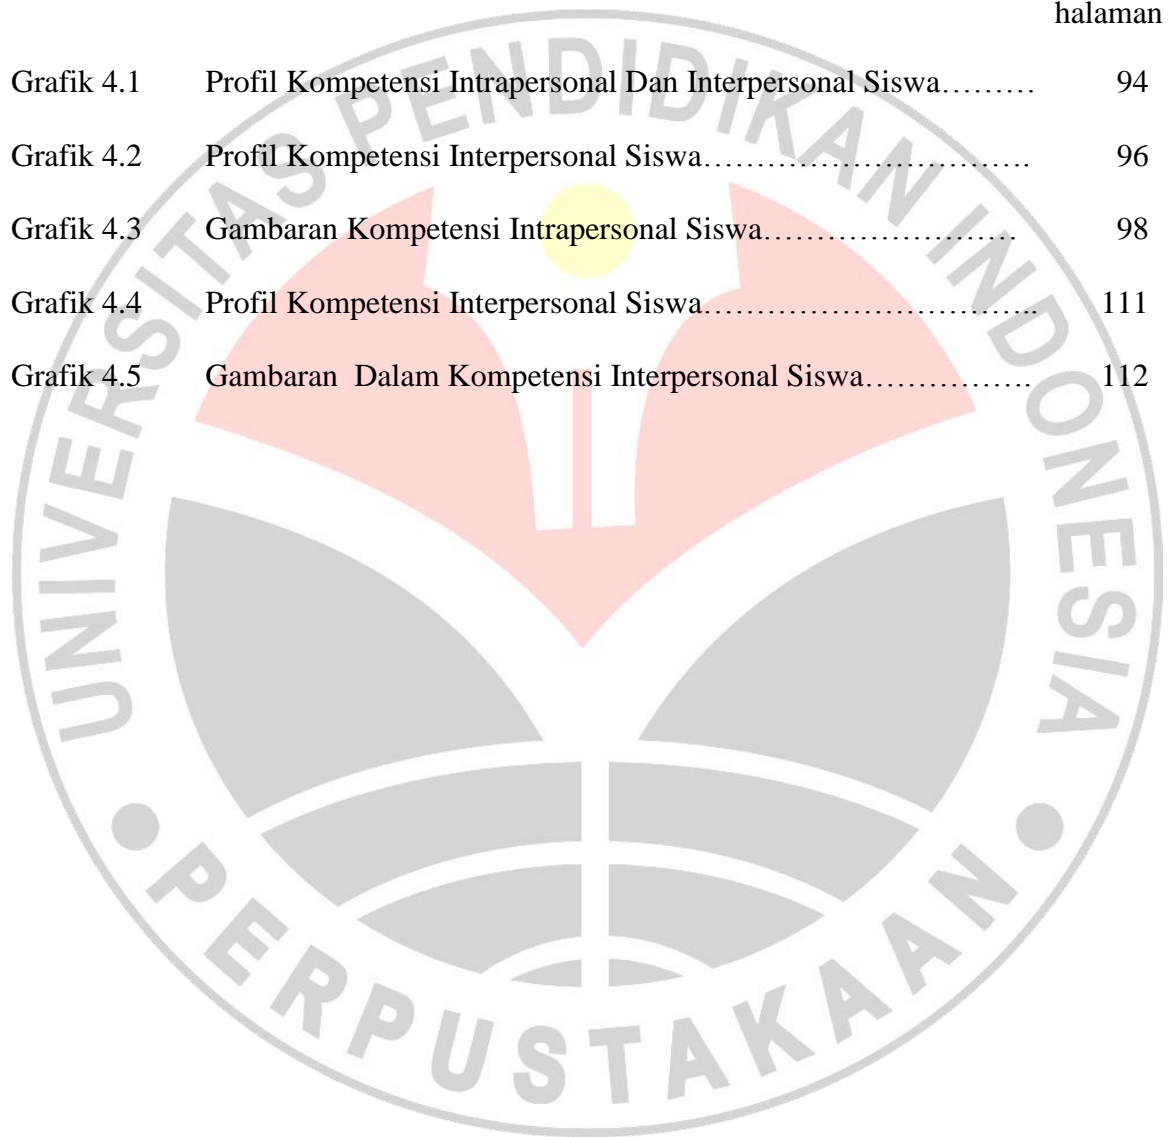 halaman
Grafik 4.1 Profil Kompetensi Intrapersonal Dan Interpersonal Siswa……… 94
Grafik 4.2 Profil Kompetensi Interpersonal Siswa…………………………. 96
Grafik 4.3 Gambaran Kompetensi Intrapersonal Siswa…………………… 98
Grafik 4.4 Profil Kompetensi Interpersonal Siswa………………………….. 111
Grafik 4.5 Gambaran  Dalam Kompetensi Interpersonal Siswa……………. 112
UNIVERSITAS PENDIDIKAN INDONESIA
PERPUSTAKAAN